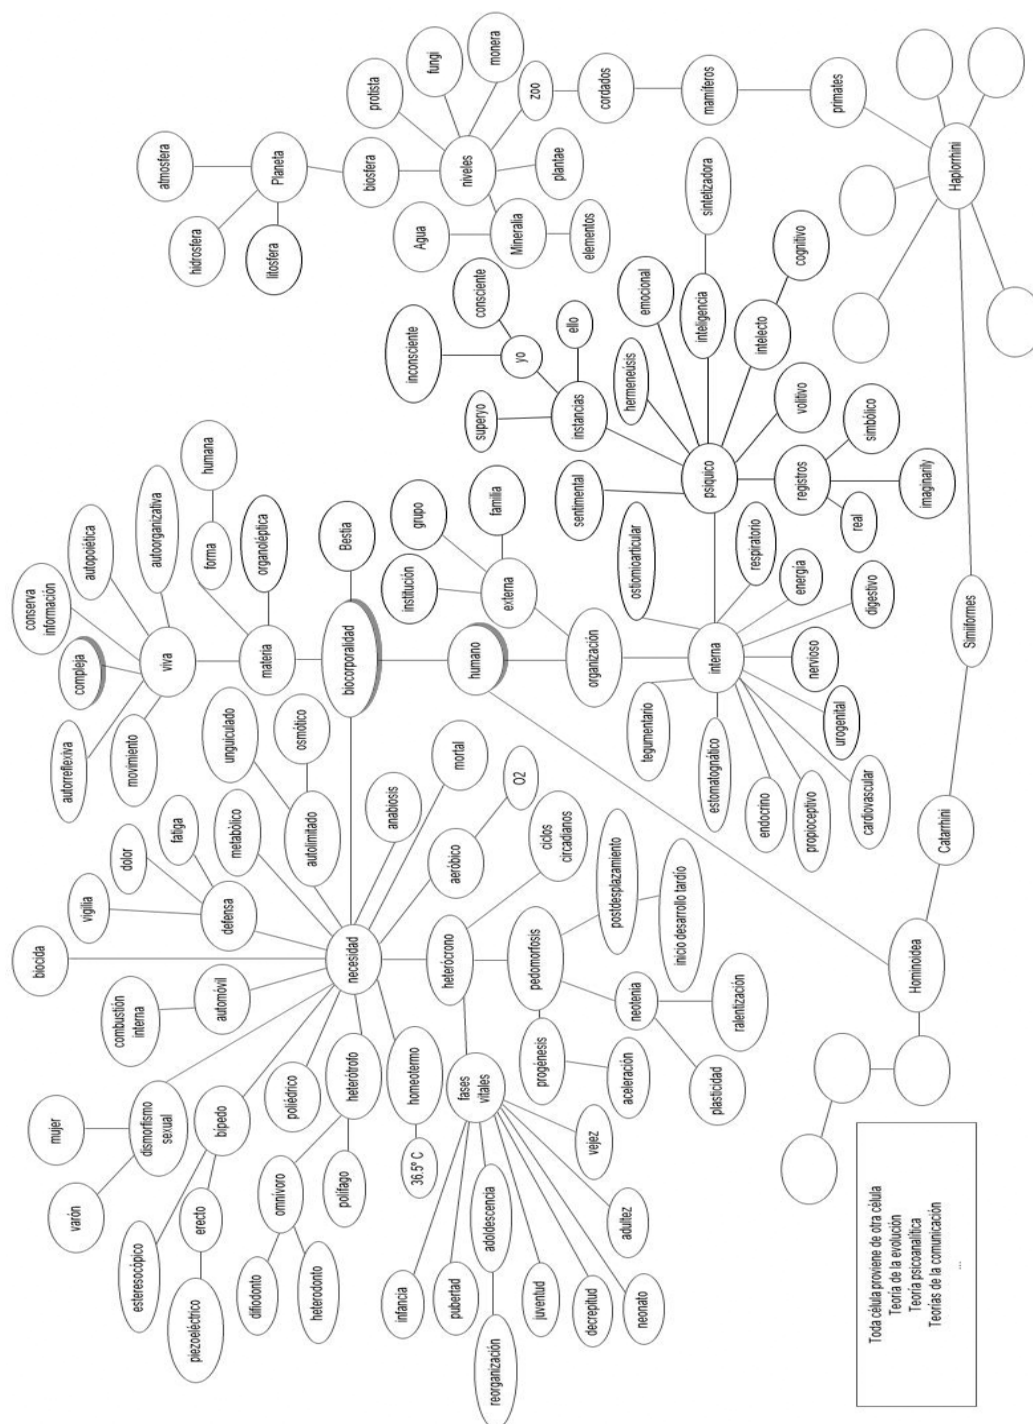 biocida
vigilia
dolor
fatiga
defensa
metabólico
unguiculado
osmótico
autolimitado
combustión
interna
automóvil
mujer
varón
dismorfismo
sexual
bípedo
esteresocópico
erecto
piezoeléctrico
poliédrico
heterótrofo
omnívoro
difiodonto
heterodonto
polífago
homeotermo
36.5º C
necesidad
anabiosis
mortal
aeróbico
O2
heterócrono
ciclos
circadianos
fases
vitales
infancia
pubertad
adoldescencia
reorganización
juventud
decrepitud
neonato
adultez
vejez
pedomorfosis
postdesplazamiento
inicio desarrollo tardío
progénesis
aceleración
neotenia
plasticidad
ralentización
conserva
información
compleja
autorreflexiva
movimiento
autopoiética
autoorganizativa
viva
materia
forma
humana
organoléptica
biocorporalidad
Bestia
humano
organización
externa
institución
grupo
familia
interna
tegumentario
estomatognático
endocrino
propioceptivo
cardiovascular
urogenital
nervioso
digestivo
energía
respiratorio
ostiomioarticular
psíquico
sentimental
instancias
superyo
yo
inconsciente
consciente
ello
hermeneúsis
emocional
inteligencia
sintetizadora
intelecto
cognitivo
volitivo
registros
real
simbólico
imaginarily
atmosfera
hidrosfera
litosfera
Planeta
biosfera
niveles
protista
fungi
monera
zoo
plantae
Mineralia
Agua
elementos
cordados
mamíferos
primates
Haplorrhini
Simiiformes
Catarrhini
Hominoidea
Toda célula proviene de otra célula
Teoría de la evolución
Teoría psicoanalítica
Teorías de la comunicación
...